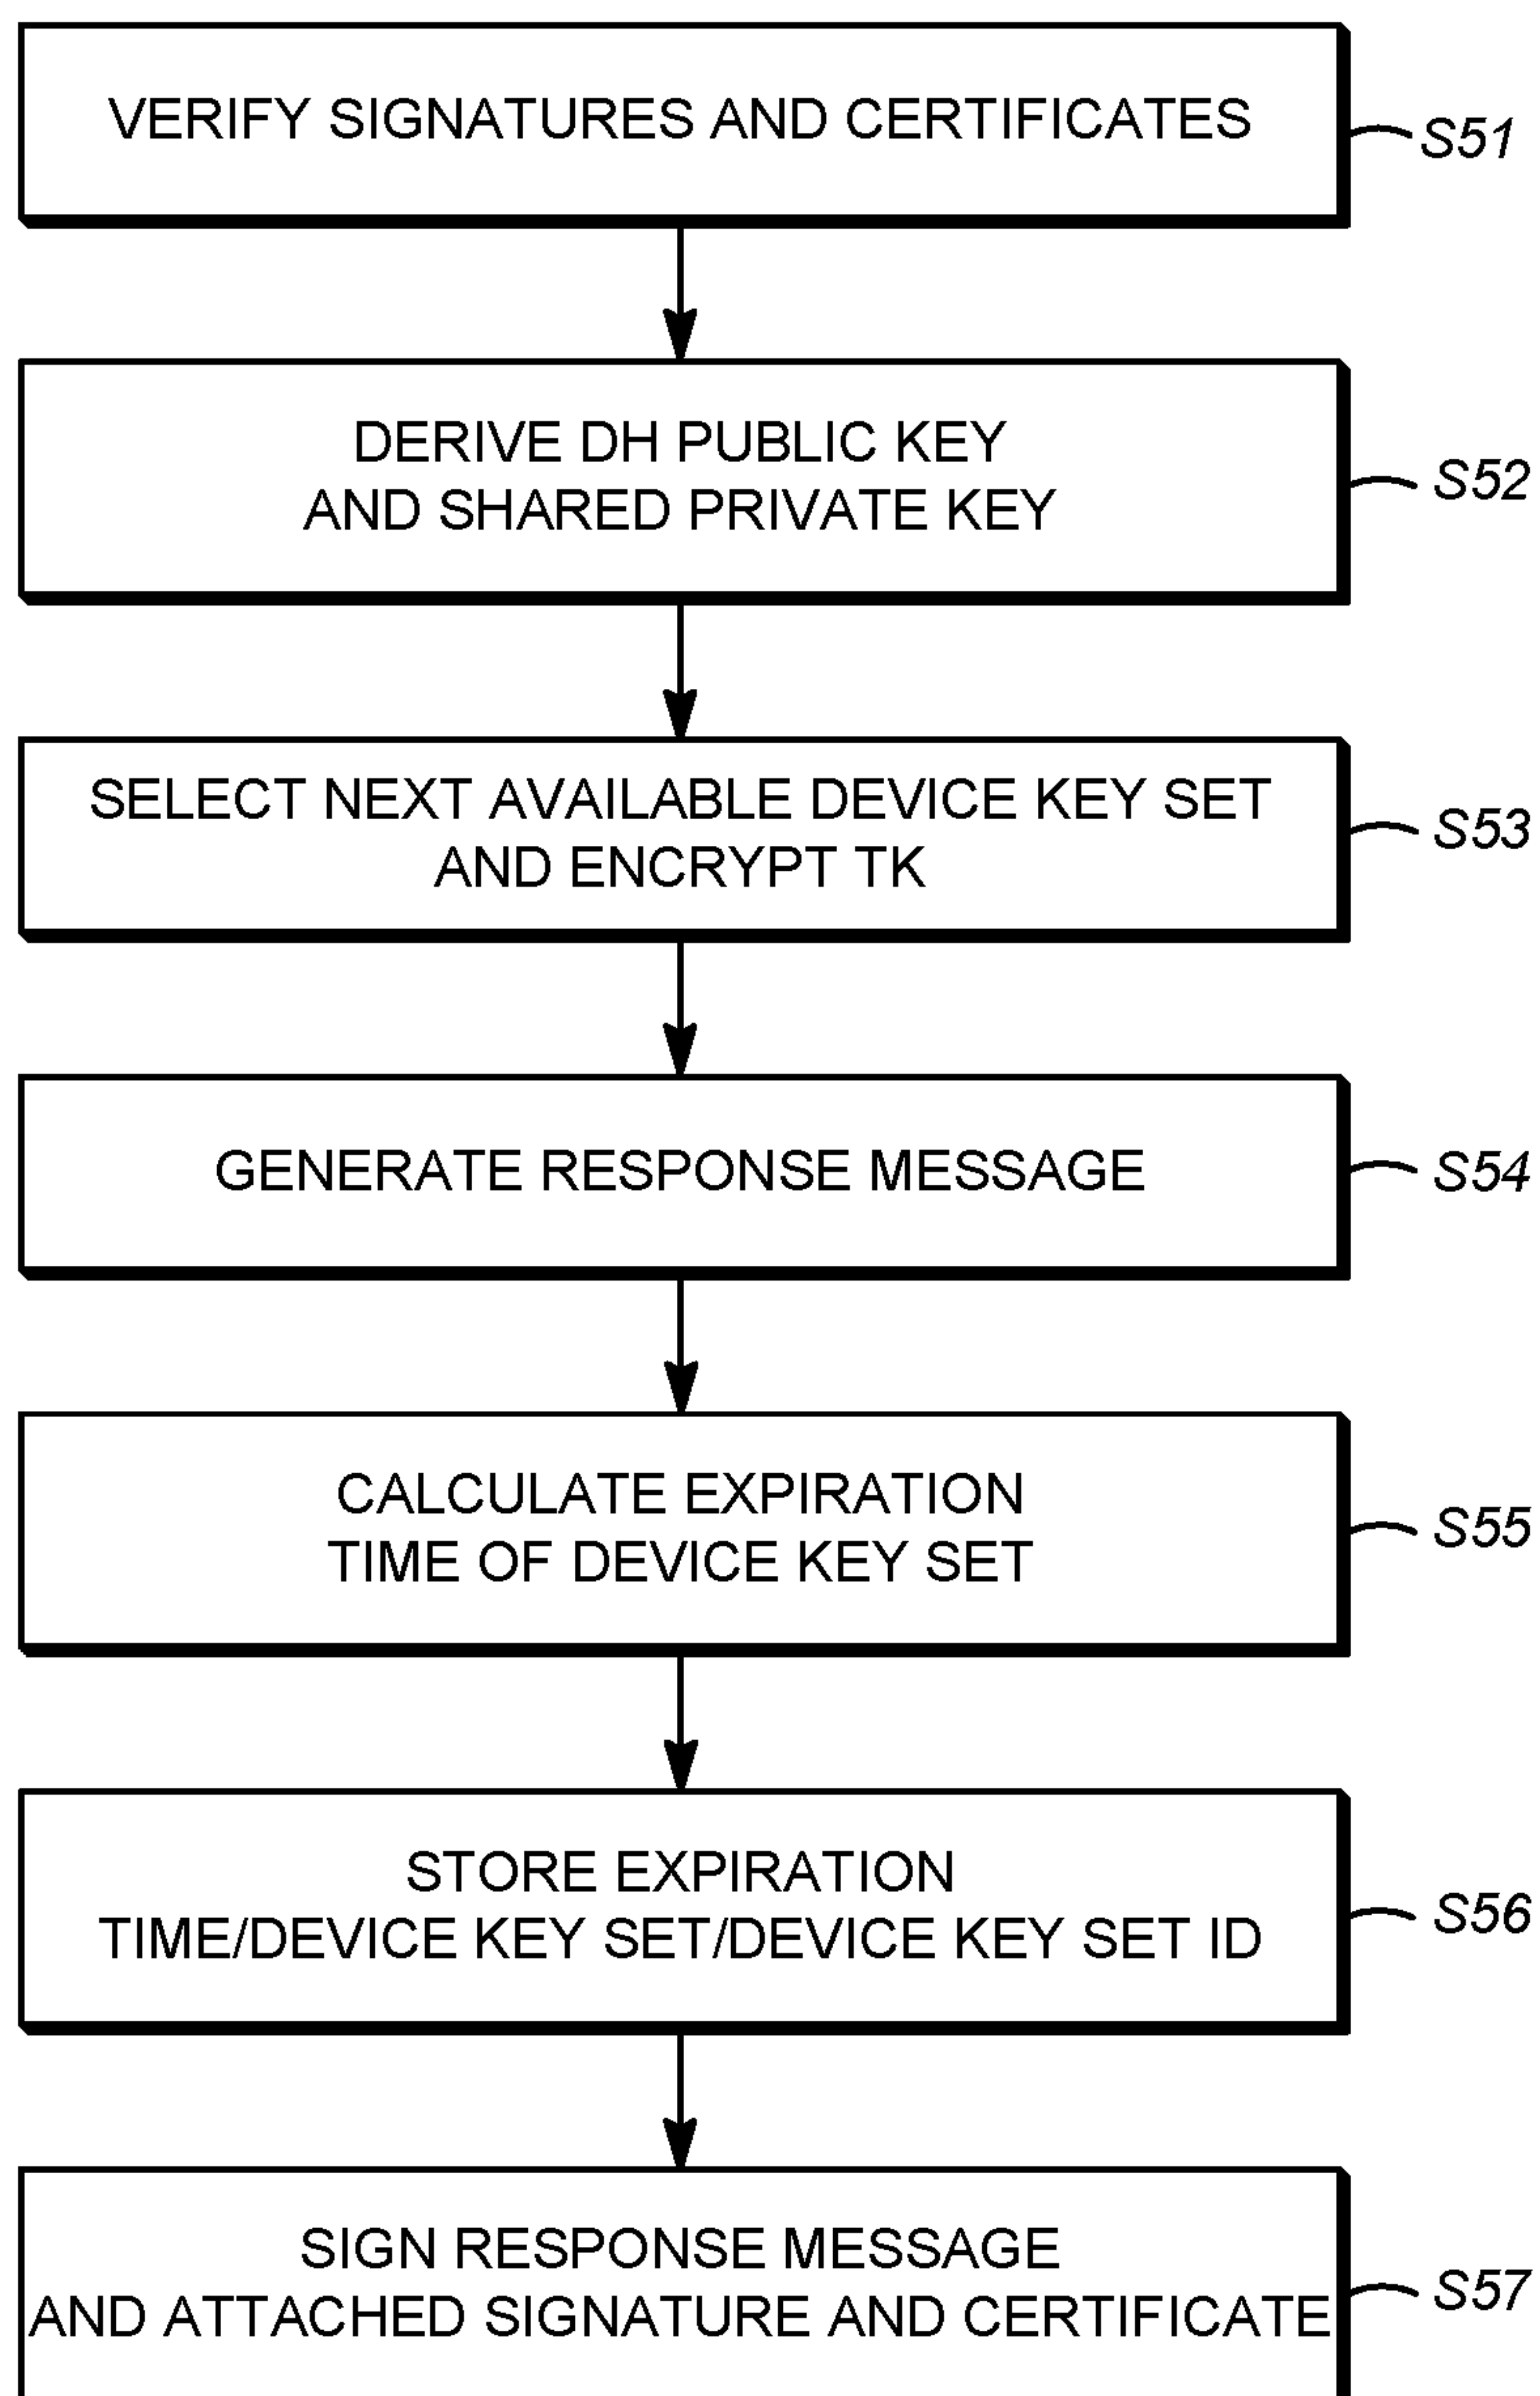 VERIFY SIGNATURES AND CERTIFICATES
S51
DERIVE DH PUBLIC KEY
AND SHARED PRIVATE KEY
S52
SELECT NEXT AVAILABLE DEVICE KEY SET
AND ENCRYPT TK
S53
GENERATE RESPONSE MESSAGE
S54
CALCULATE EXPIRATION
TIME OF DEVICE KEY SET
S55
STORE EXPIRATION
TIME/DEVICE KEY SET/DEVICE KEY SET ID
S56
SIGN RESPONSE MESSAGE
AND ATTACHED SIGNATURE AND CERTIFICATE
S57